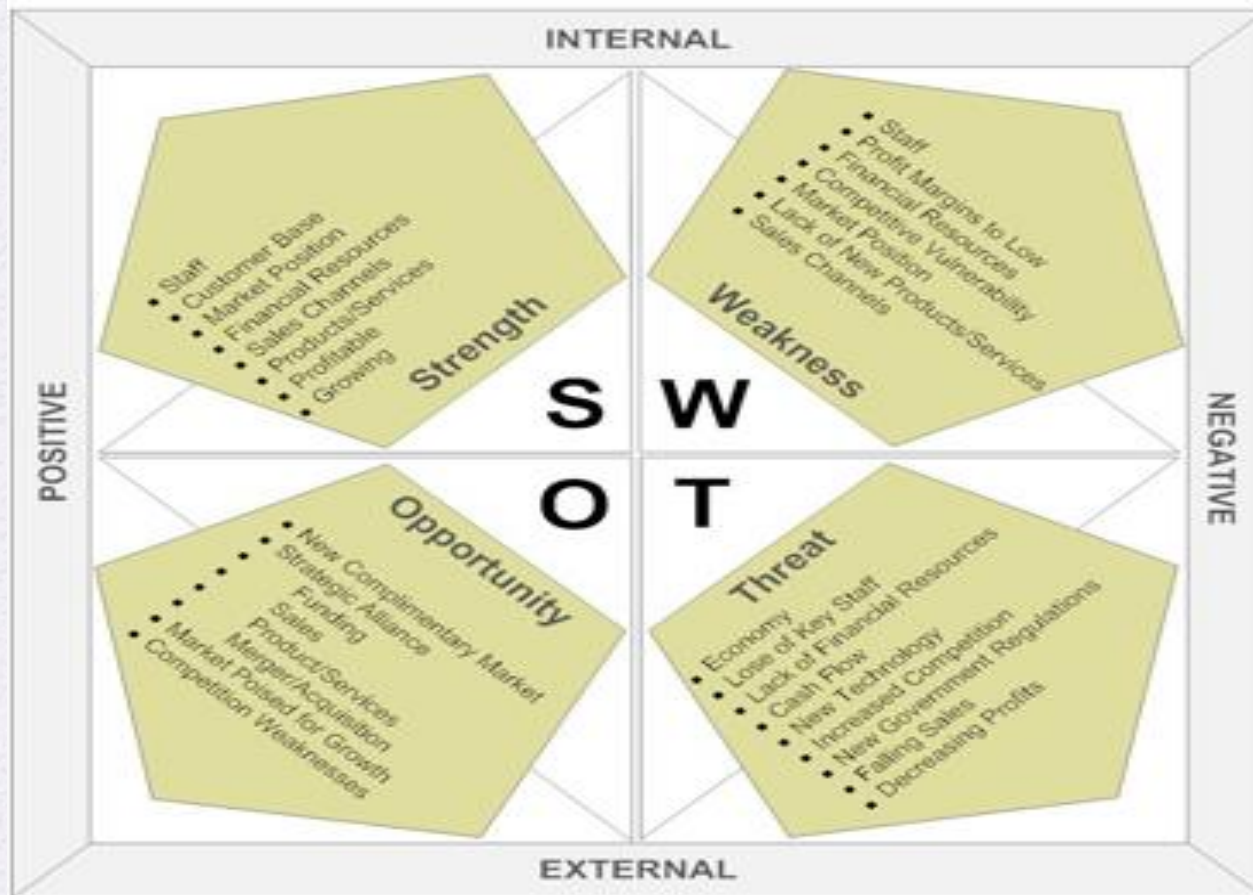 INTERNAL
POSITIVE
NEGATIVE
EXTERNAL
S
W
O
T
Strength
• Staff
• Customer Base
• Market Position
• Financial Resources
• Sales Channels
• Products/Services
• Profitable
• Growing
Weakness
• Staff
• Profit Margins to Low
• Financial Resources
• Competitive Vulnerability
• Market Position
• Lack of New Products/Services
• Sales Channels
Opportunity
• New Complimentary Market
• Strategic Alliance
• Funding
• Sales
• Product/Services
• Merger/Acquisition
• Market Poised for Growth
• Competition Weaknesses
Threat
• Economy
• Lose of Key Staff
• Lack of Financial Resources
• Cash Flow
• New Technology
• Increased Competition
• New Government Regulations
• Falling Sales
• Decreasing Profits